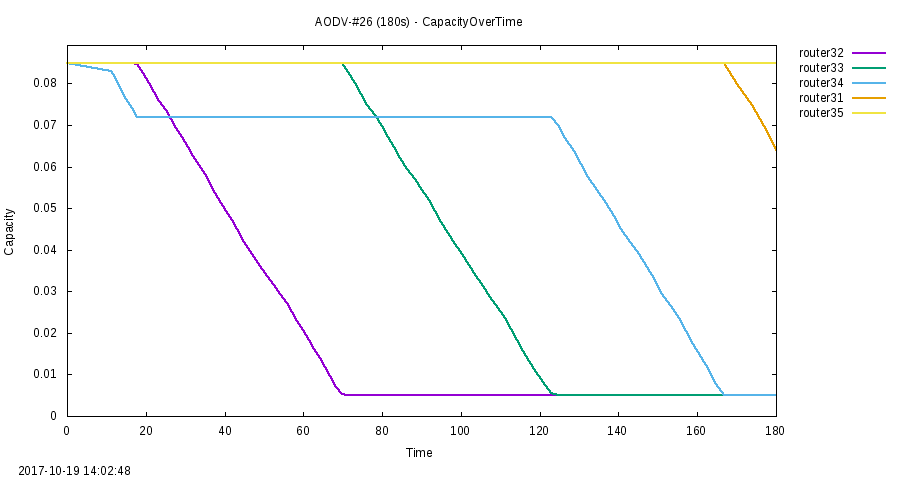 AODV-#26 (180s) - CapacityOverTime
router32
router33
router34
router31
router35
0.08
0.07
0.06
0.05
0.04
0.03
0.02
0.01
0
Capacity
0 20 40 60 80 100 120 140 160 180
Time
2017-10-19 14:02:48